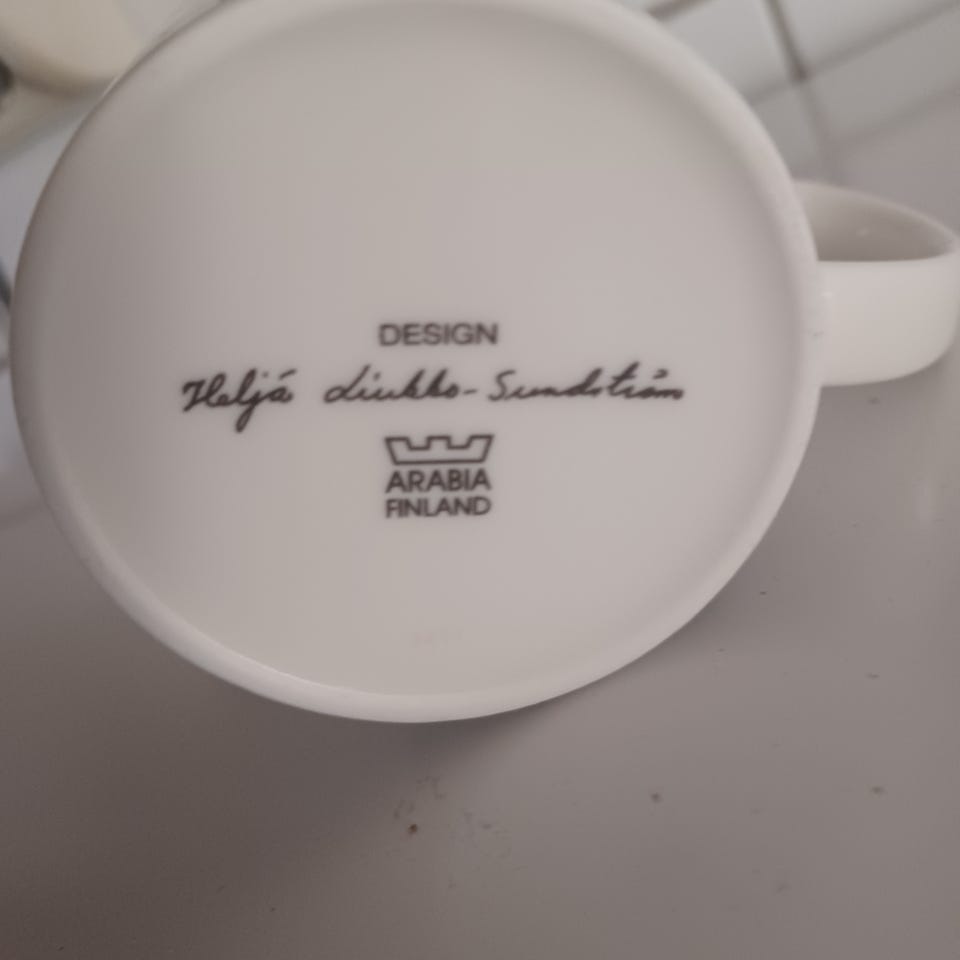 DESIGN
Heljä Liukko-Sundström
ARABIA
FINLAND